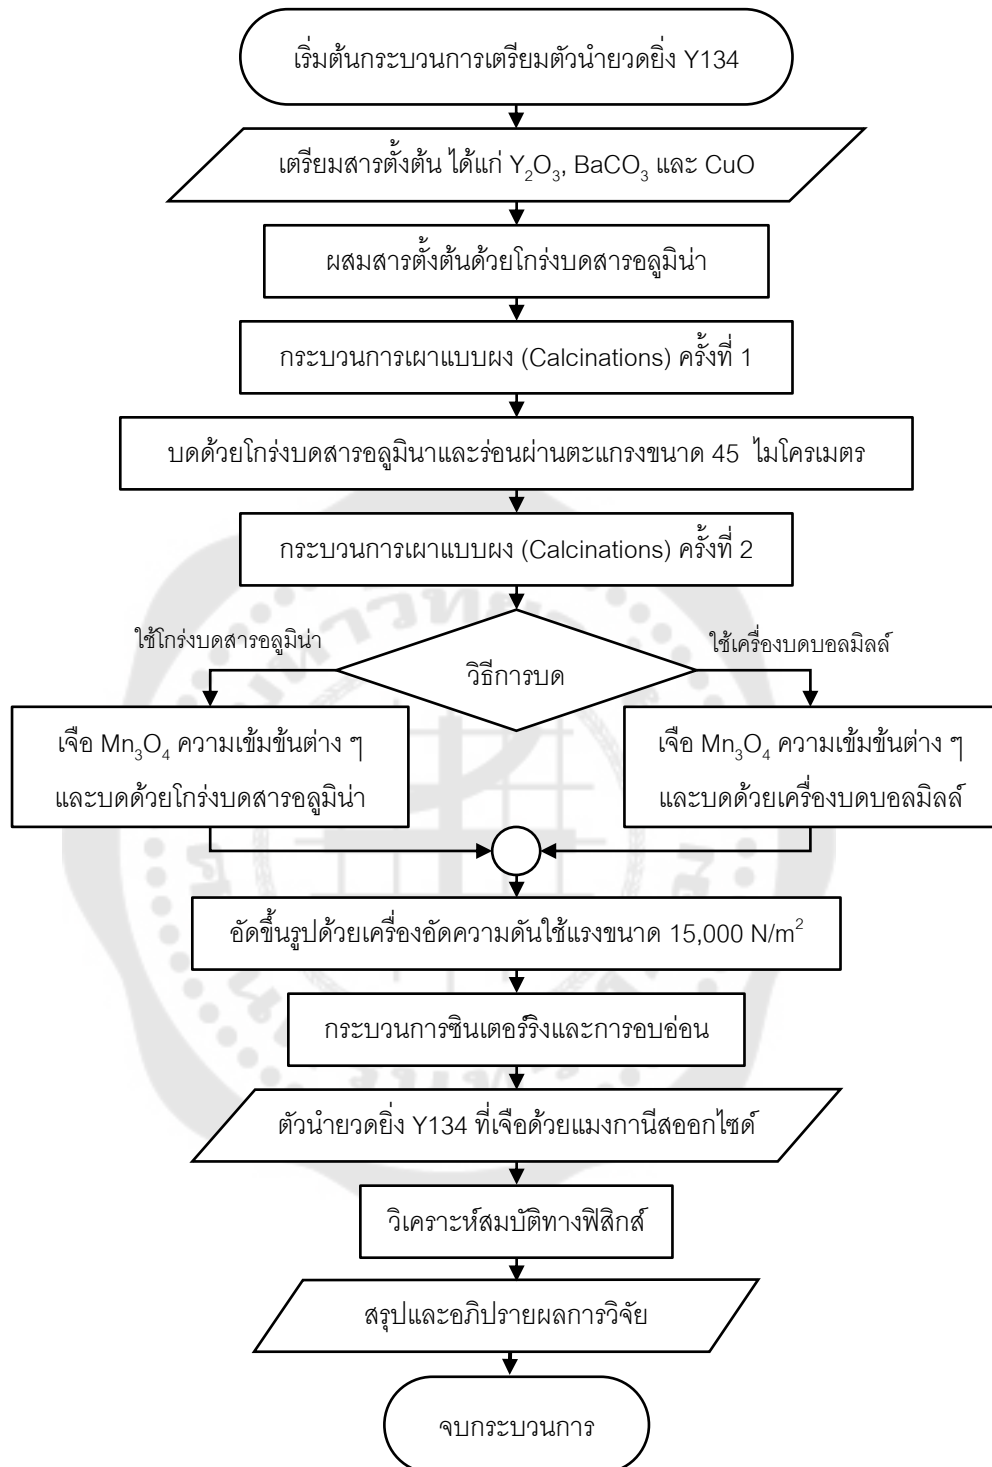 เริ่มต้นกระบวนการเตรียมตัวนำยวดยิ่ง Y134
เตรียมสารตั้งต้น ได้แก่ Y₂O₃, BaCO₃ และ CuO
ผสมสารตั้งต้นด้วยโกร่งบดสารอลูมิน่า
กระบวนการเผาแบบผง (Calcinations) ครั้งที่ 1
บดด้วยโกร่งบดสารอลูมินาและร่อนผ่านตะแกรงขนาด 45 ไมโครเมตร
กระบวนการเผาแบบผง (Calcinations) ครั้งที่ 2
ใช้โกร่งบดสารอลูมิน่า
วิธีการบด
ใช้เครื่องบดบอลมิลล์
เจือ Mn₃O₄ ความเข้มข้นต่าง ๆ
และบดด้วยโกร่งบดสารอลูมิน่า
เจือ Mn₃O₄ ความเข้มข้นต่าง ๆ
และบดด้วยเครื่องบดบอลมิลล์
อัดขึ้นรูปด้วยเครื่องอัดความดันใช้แรงขนาด 15,000 N/m²
กระบวนการซินเตอร์ริงและการอบอ่อน
ตัวนำยวดยิ่ง Y134 ที่เจือด้วยแมงกานีสออกไซด์
วิเคราะห์สมบัติทางฟิสิกส์
สรุปและอภิปรายผลการวิจัย
จบกระบวนการ